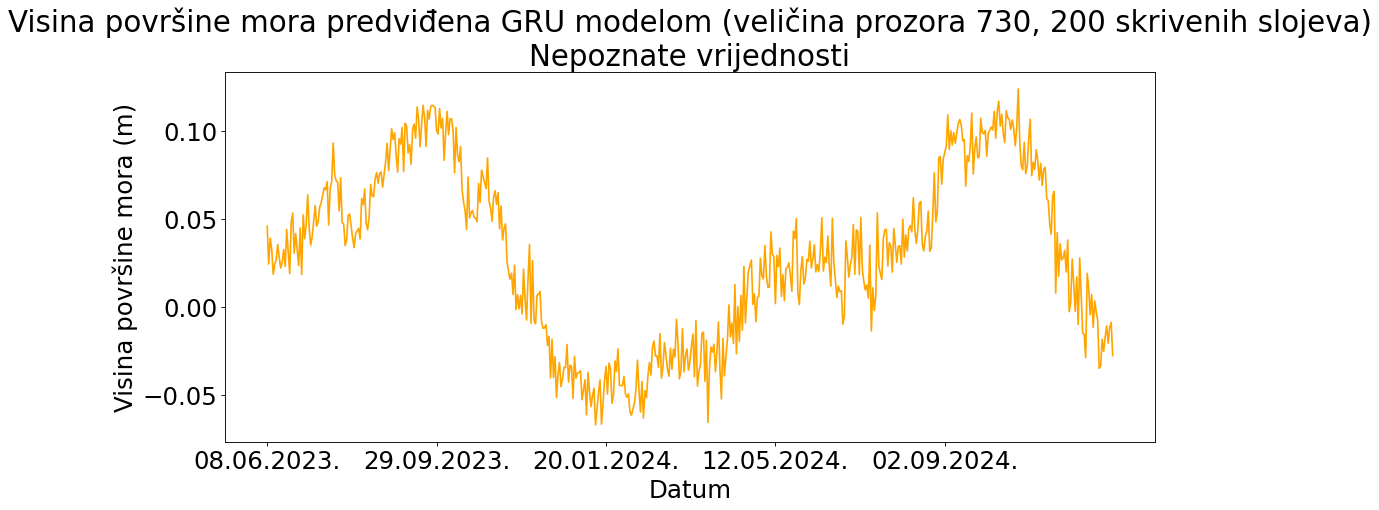 Visina površine mora predviđena GRU modelom (veličina prozora 730, 200 skrivenih slojeva)
Nepoznate vrijednosti
Visina površine mora (m)
0.10
0.05
0.00
−0.05
08.06.2023. 29.09.2023. 20.01.2024. 12.05.2024. 02.09.2024.
Datum